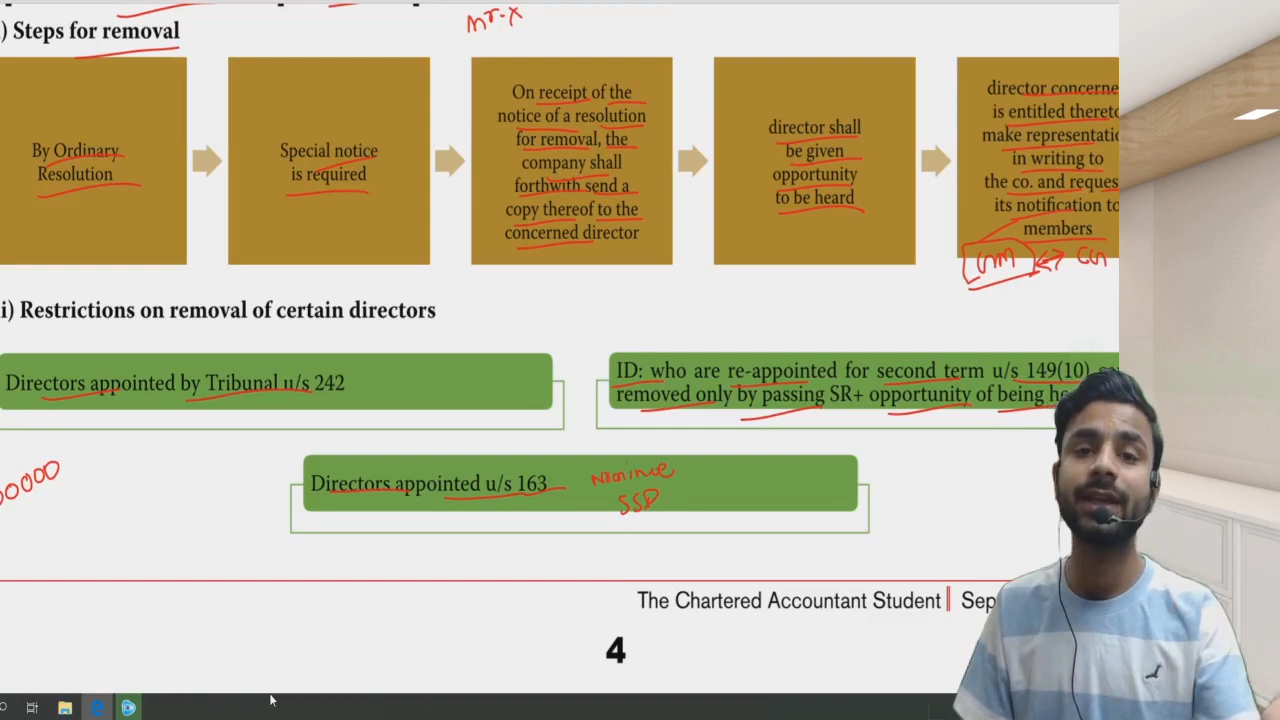 ) Steps for removal
Mr. X
By Ordinary
Resolution
Special notice
is required
On receipt of the
notice of a resolution
for removal, the
company shall
forthwith send a
copy thereof to the
concerned director
director shall
be given
opportunity
to be heard
director concerne
is entitled thereto
make representatio
in writing to
the co. and reques
its notification to
members
i) Restrictions on removal of certain directors
Directors appointed by Tribunal u/s 242
ID: who are re-appointed for second term u/s 149(10)
removed only by passing SR+ opportunity of being he
Directors appointed u/s 163
Nominee
SSD
00000
The Chartered Accountant Student Sep
4